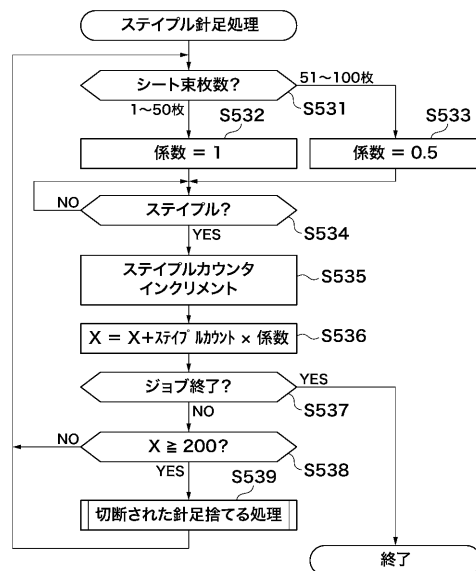 ステイプル針足処理
シート束枚数?
51～100枚
S531
1～50枚
S532
S533
係数 = 1
係数 = 0.5
NO
ステイプル?
S534
YES
ステイプルカウンタ
インクリメント
S535
X = X+ステイプルカウント × 係数
S536
ジョブ終了?
YES
S537
NO
NO
X ≧ 200?
S538
YES
S539
切断された針足捨てる処理
終了